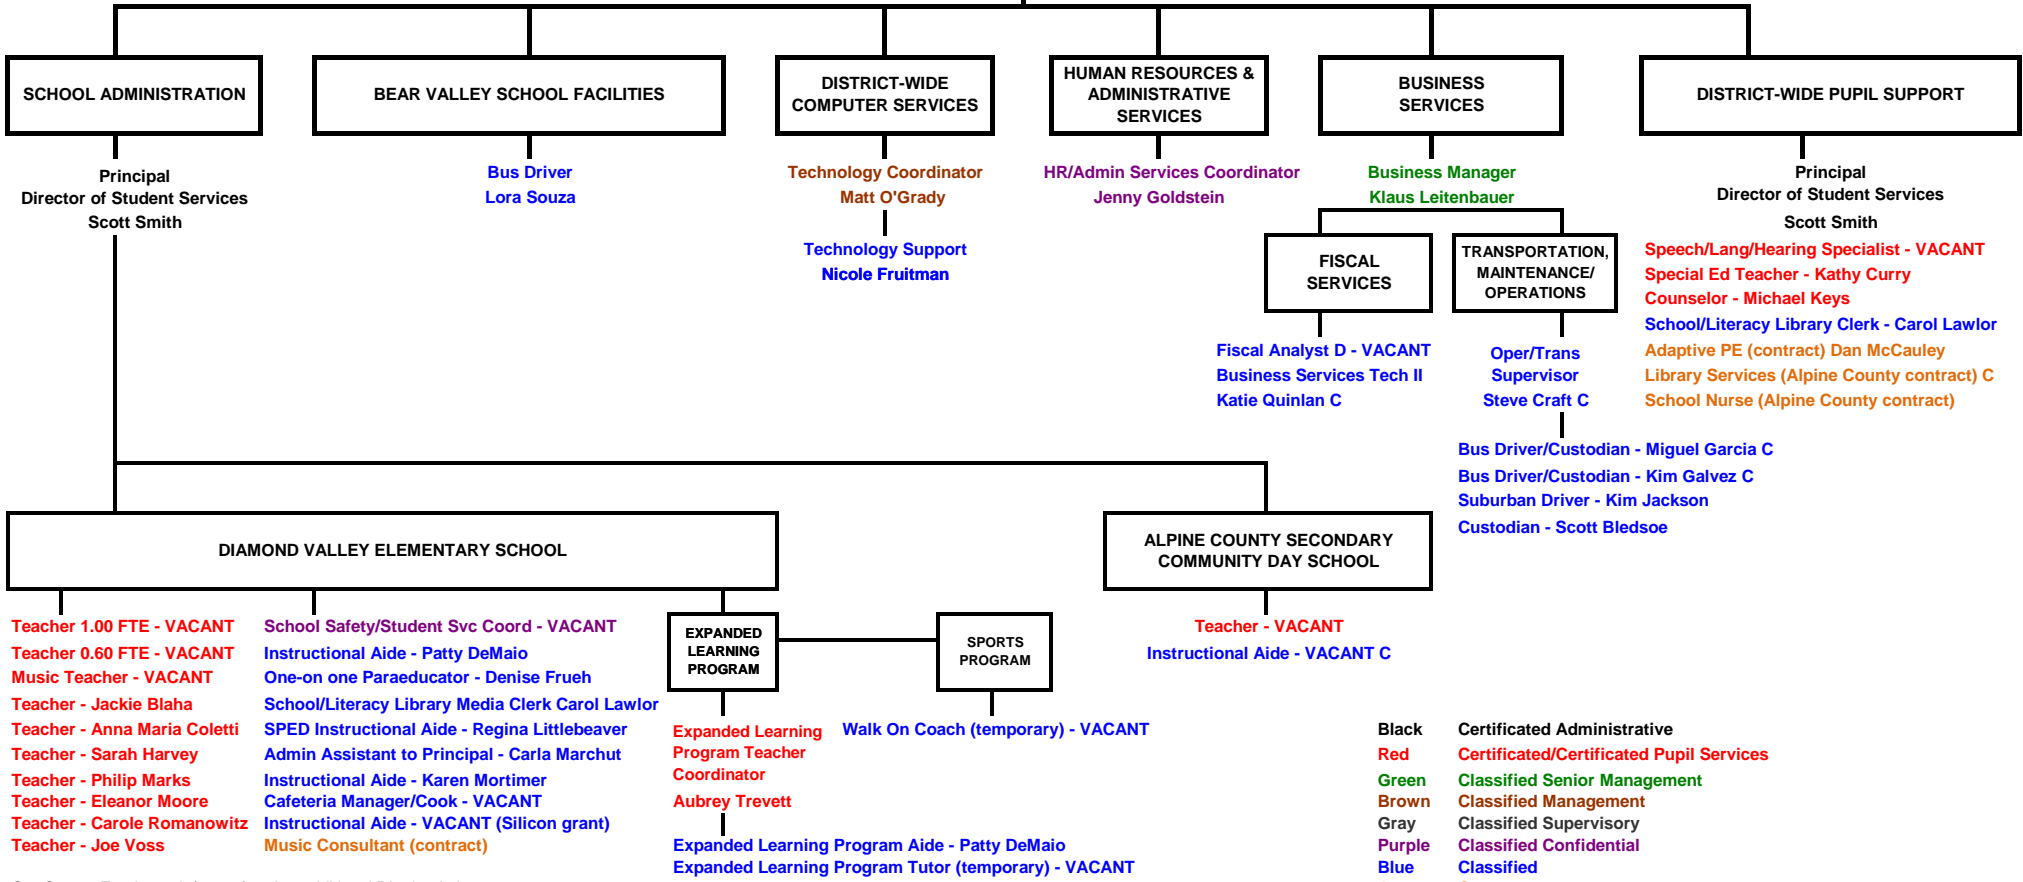 SCHOOL ADMINISTRATION
BEAR VALLEY SCHOOL FACILITIES
DISTRICT-WIDE
COMPUTER SERVICES
HUMAN RESOURCES &
ADMINISTRATIVE
SERVICES
BUSINESS
SERVICES
DISTRICT-WIDE PUPIL SUPPORT
Principal
Director of Student Services
Scott Smith
Bus Driver
Lora Souza
Technology Coordinator
Matt O'Grady
Technology Support
Nicole Fruitman
HR/Admin Services Coordinator
Jenny Goldstein
Business Manager
Klaus Leitenbauer
FISCAL
SERVICES
Fiscal Analyst D - VACANT
Business Services Tech II
Katie Quinlan C
TRANSPORTATION,
MAINTENANCE/
OPERATIONS
Oper/Trans
Supervisor
Steve Craft C
Bus Driver/Custodian - Miguel Garcia C
Bus Driver/Custodian - Kim Galvez C
Suburban Driver - Kim Jackson
Custodian - Scott Bledsoe
Principal
Director of Student Services
Scott Smith
Speech/Lang/Hearing Specialist - VACANT
Special Ed Teacher - Kathy Curry
Counselor - Michael Keys
School/Literacy Library Clerk - Carol Lawlor
Adaptive PE (contract) Dan McCauley
Library Services (Alpine County contract) C
School Nurse (Alpine County contract)
DIAMOND VALLEY ELEMENTARY SCHOOL
ALPINE COUNTY SECONDARY
COMMUNITY DAY SCHOOL
Teacher 1.00 FTE - VACANT
Teacher 0.60 FTE - VACANT
Music Teacher - VACANT
Teacher - Jackie Blaha
Teacher - Anna Maria Coletti
Teacher - Sarah Harvey
Teacher - Philip Marks
Teacher - Eleanor Moore
Teacher - Carole Romanowitz
Teacher - Joe Voss
School Safety/Student Svc Coord - VACANT
Instructional Aide - Patty DeMaio
One-on one Paraeducator - Denise Frueh
School/Literacy Library Media Clerk Carol Lawlor
SPED Instructional Aide - Regina Littlebeaver
Admin Assistant to Principal - Carla Marchut
Instructional Aide - Karen Mortimer
Cafeteria Manager/Cook - VACANT
Instructional Aide - VACANT (Silicon grant)
Music Consultant (contract)
EXPANDED
LEARNING
PROGRAM
Expanded Learning
Program Teacher
Coordinator
Aubrey Trevett
Expanded Learning Program Aide - Patty DeMaio
Expanded Learning Program Tutor (temporary) - VACANT
SPORTS
PROGRAM
Walk On Coach (temporary) - VACANT
Teacher - VACANT
Instructional Aide - VACANT C
Black Certificated Administrative
Red Certificated/Certificated Pupil Services
Green Classified Senior Management
Brown Classified Management
Gray Classified Supervisory
Purple Classified Confidential
Blue Classified